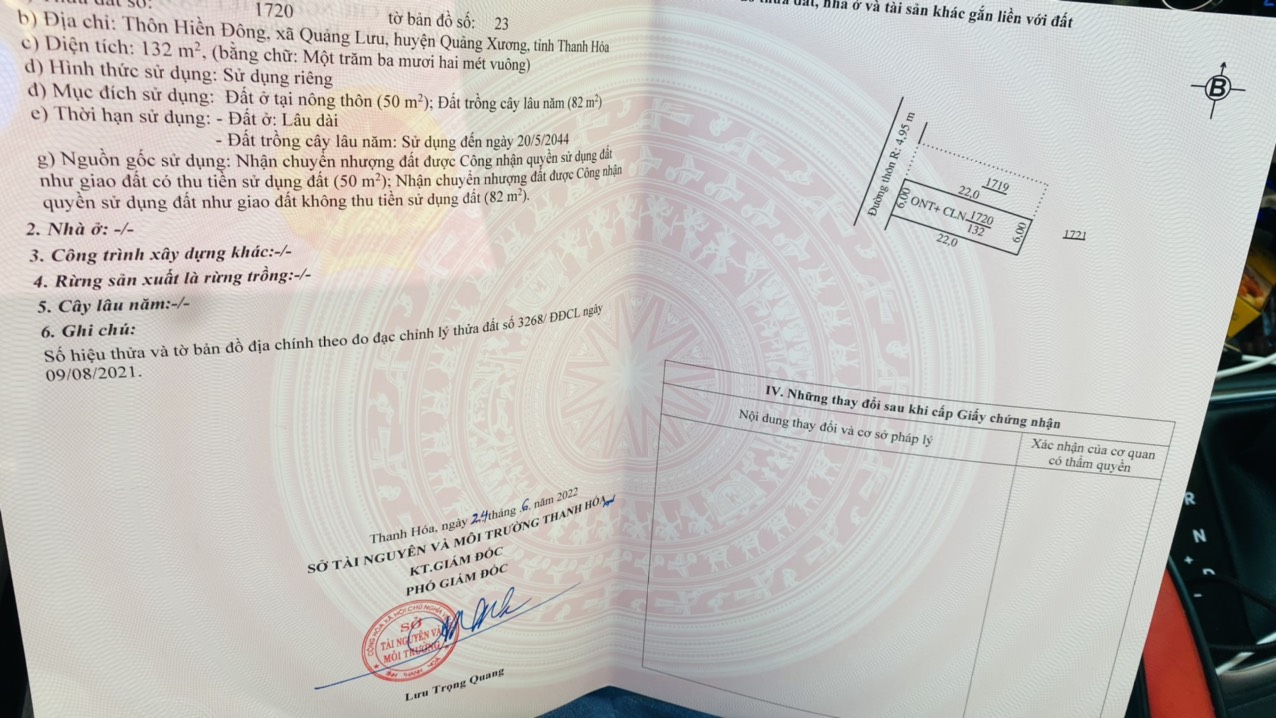 1720 tờ bản đồ số: 23
b) Địa chỉ: Thôn Hiền Đông, xã Quảng Lưu, huyện Quảng Xương, tỉnh Thanh Hóa
c) Diện tích: 132 m², (bằng chữ: Một trăm ba mươi hai mét vuông)
d) Hình thức sử dụng: Sử dụng riêng
đ) Mục đích sử dụng: Đất ở tại nông thôn (50 m²); Đất trồng cây lâu năm (82 m²)
e) Thời hạn sử dụng: - Đất ở: Lâu dài
- Đất trồng cây lâu năm: Sử dụng đến ngày 20/5/2044
g) Nguồn gốc sử dụng: Nhận chuyển nhượng đất được Công nhận quyền sử dụng đất
như giao đất có thu tiền sử dụng đất (50 m²); Nhận chuyển nhượng đất được Công nhận
quyền sử dụng đất như giao đất không thu tiền sử dụng đất (82 m²).
2. Nhà ở: -/-
3. Công trình xây dựng khác:-/-
4. Rừng sản xuất là rừng trồng:-/-
5. Cây lâu năm:-/-
6. Ghi chú:
Số hiệu thửa và tờ bản đồ địa chính theo đo đạc chỉnh lý thửa đất số 3268/ ĐĐCL ngày
09/08/2021.
Thanh Hóa, ngày 24 tháng 6 năm 2022
SỞ TÀI NGUYÊN VÀ MÔI TRƯỜNG THANH HÓA
KT.GIÁM ĐỐC
PHÓ GIÁM ĐỐC
SỞ
TÀI NGUYÊN VÀ
MÔI TRƯỜNG
Lưu Trọng Quang
đất, nhà ở và tài sản khác gắn liền với đất
B
Đường thôn R: 4,95 m
1719
22,0
6,00
ONT+ CLN
1720
132
6,00
22,0
1721
IV. Những thay đổi sau khi cấp Giấy chứng nhận
Nội dung thay đổi và cơ sở pháp lý
Xác nhận của cơ quan
có thẩm quyền
R
N
+
-